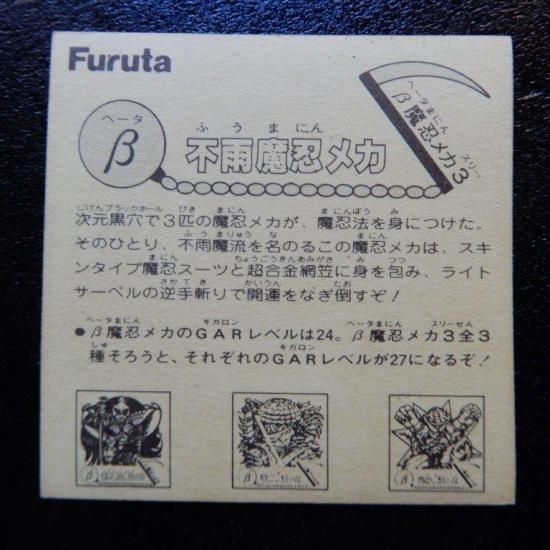 Furuta
ベータ
β
ふうまにん
不雨魔忍メカ
ベータまにん スリー
β魔忍メカ3
じげんブラックホール びき まにん まにんぽう み
次元黒穴で3匹の魔忍メカが、魔忍法を身につけた。
ふうまりゅう な まにん
そのひとり、不雨魔流を名のるこの魔忍メカは、スキ
まにん ちょうごうきんあみがさ み つつ
ンタイプ魔忍スーツと超合金網笠に身を包み、ライト
さかてぎ かいうん たお
サーベルの逆手斬りで開運をなぎ倒すぞ!
ベータまにん ギガロン ベータまにん スリーぜん
●β魔忍メカのGARレベルは24。β魔忍メカ3全3
しゅ ギガロン
種そろうと、それぞれのGARレベルが27になるぞ!
β
β
β